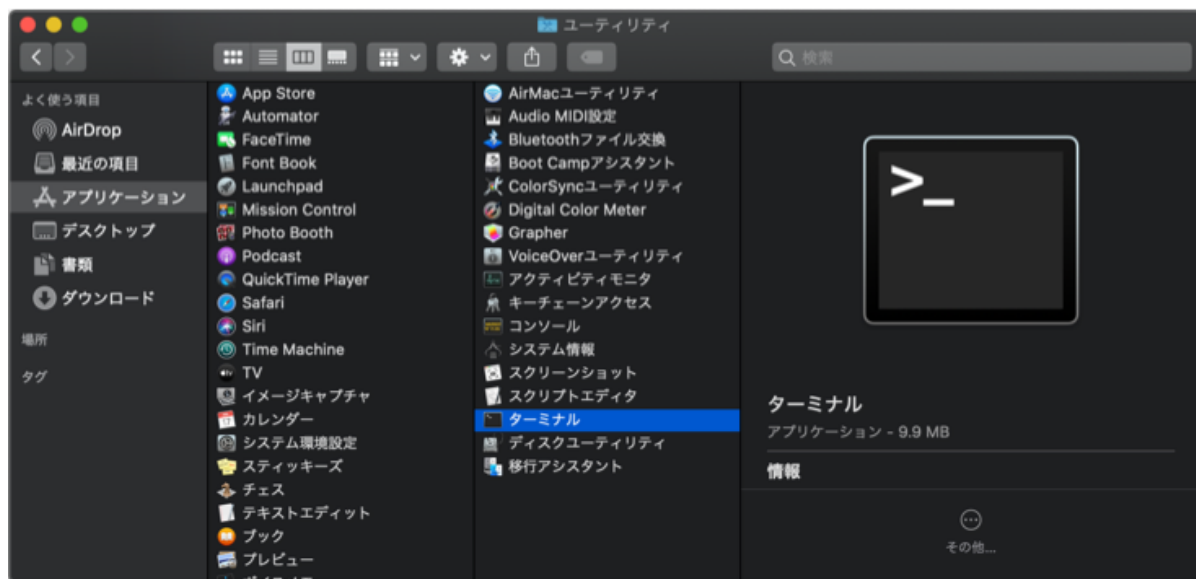 ユーティリティ
検索
よく使う項目
AirDrop
最近の項目
アプリケーション
デスクトップ
書類
ダウンロード
場所
タグ
App Store
Automator
FaceTime
Font Book
Launchpad
Mission Control
Photo Booth
Podcast
QuickTime Player
Safari
Siri
Time Machine
TV
イメージキャプチャ
カレンダー
システム環境設定
スティッキーズ
チェス
テキストエディット
ブック
プレビュー
AirMacユーティリティ
Audio MIDI設定
Bluetoothファイル交換
Boot Campアシスタント
ColorSyncユーティリティ
Digital Color Meter
Grapher
VoiceOverユーティリティ
アクティビティモニタ
キーチェーンアクセス
コンソール
システム情報
スクリーンショット
スクリプトエディタ
ターミナル
ディスクユーティリティ
移行アシスタント
>_
ターミナル
アプリケーション - 9.9 MB
情報
その他...